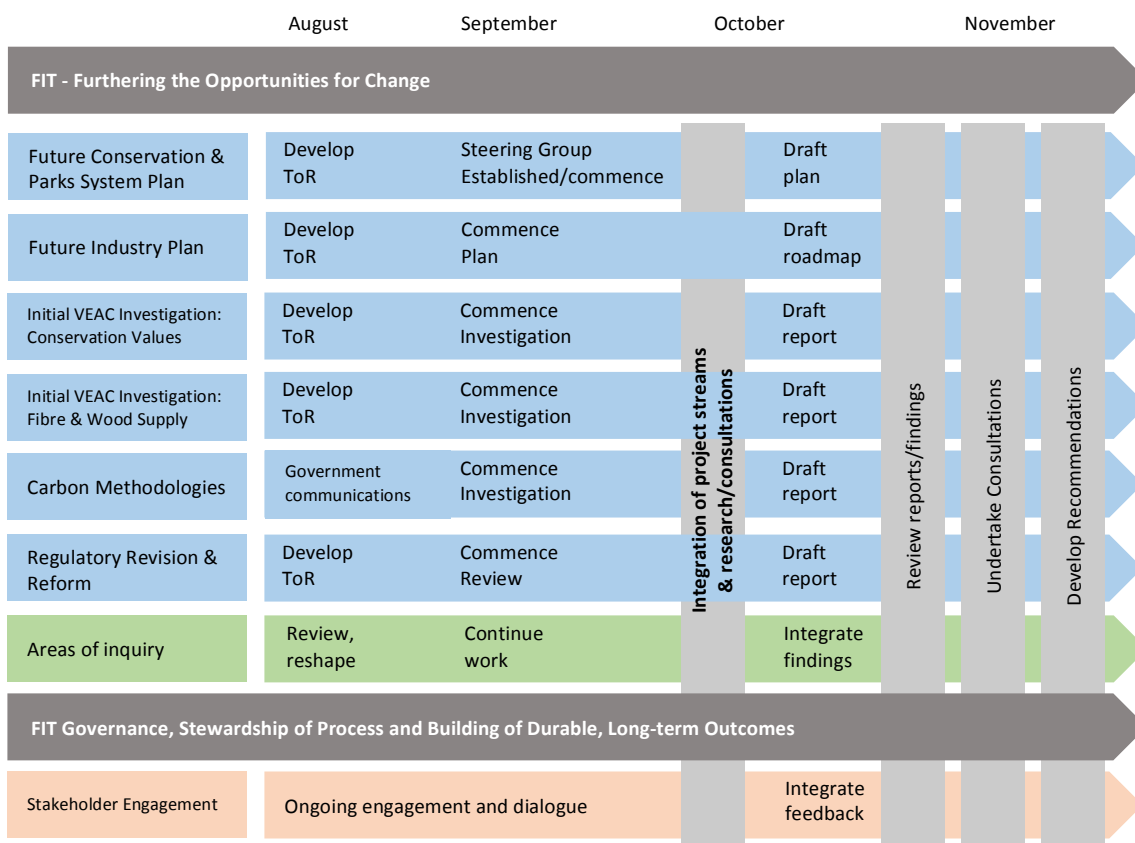 August September October November
FIT - Furthering the Opportunities for Change
Future Conservation &
Parks System Plan
Develop
ToR
Steering Group
Established/commence
Draft
plan
Future Industry Plan
Develop
ToR
Commence
Plan
Draft
roadmap
Initial VEAC Investigation:
Conservation Values
Develop
ToR
Commence
Investigation
Draft
report
Initial VEAC Investigation:
Fibre & Wood Supply
Develop
ToR
Commence
Investigation
Draft
report
Carbon Methodologies
Government
communications
Commence
Investigation
Draft
report
Regulatory Revision &
Reform
Develop
ToR
Commence
Review
Draft
report
Areas of inquiry
Review,
reshape
Continue
work
Integrate
findings
Integration of project streams
& research/consultations
Review reports/findings
Undertake Consultations
Develop Recommendations
FIT Governance, Stewardship of Process and Building of Durable, Long-term Outcomes
Stakeholder Engagement
Ongoing engagement and dialogue
Integrate
feedback